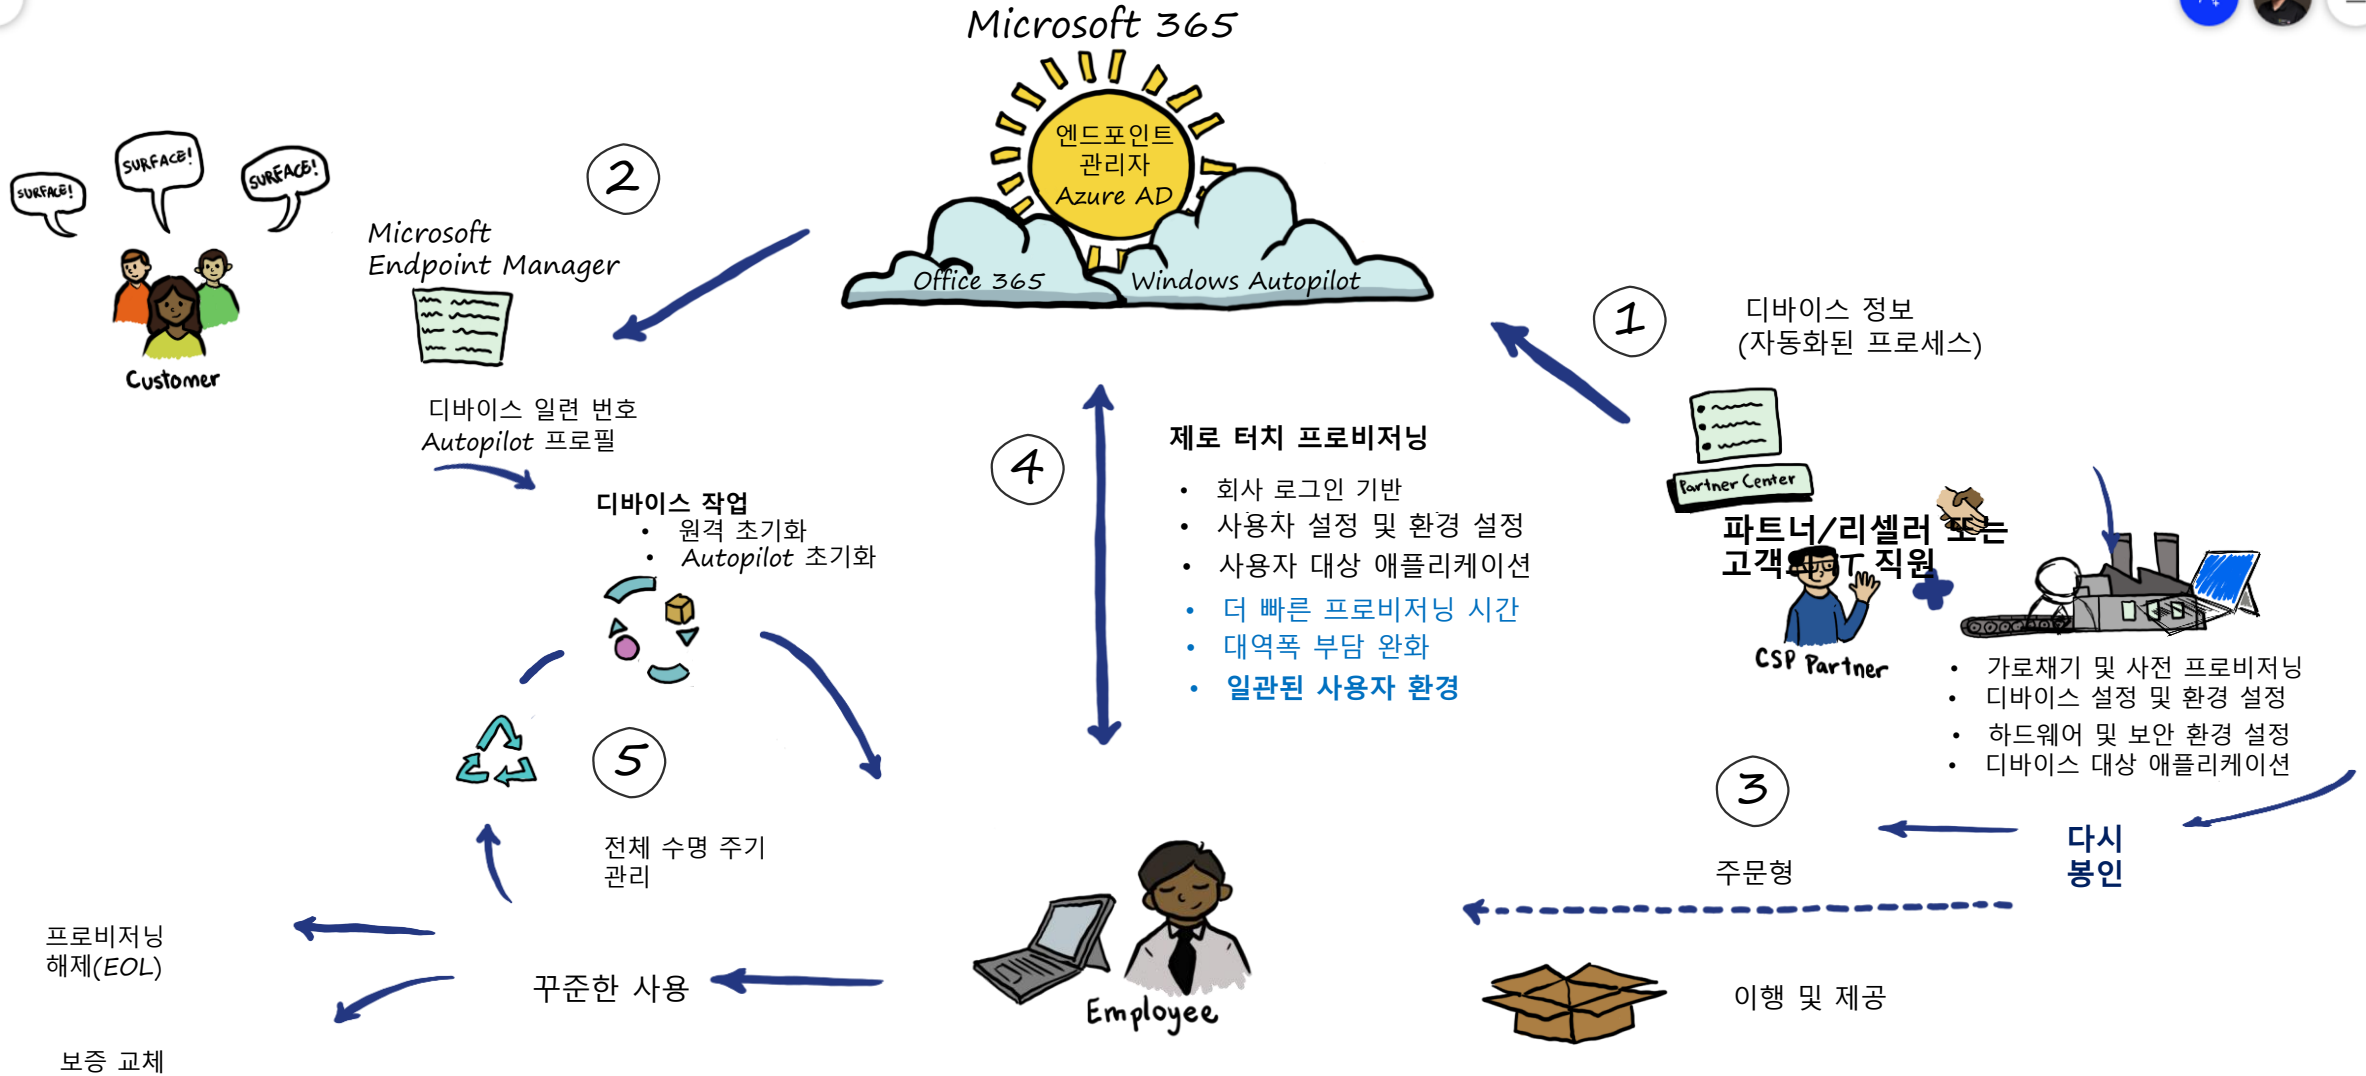 Microsoft 365
엔드포인트
관리자
Azure AD
Office 365
Windows Autopilot
SURFACE!
SURFACE!
SURFACE!
Customer
2
Microsoft
Endpoint Manager
디바이스 일련 번호
Autopilot 프로필
1
디바이스 정보
(자동화된 프로세스)
Partner Center
파트너/리셀러 또는
고객 IT 직원
CSP Partner
• 가로채기 및 사전 프로비저닝
• 디바이스 설정 및 환경 설정
• 하드웨어 및 보안 환경 설정
• 디바이스 대상 애플리케이션
4
제로 터치 프로비저닝
• 회사 로그인 기반
• 사용자 설정 및 환경 설정
• 사용자 대상 애플리케이션
• 더 빠른 프로비저닝 시간
• 대역폭 부담 완화
• 일관된 사용자 환경
디바이스 작업
• 원격 초기화
• Autopilot 초기화
5
전체 수명 주기
관리
3
주문형
다시
봉인
이행 및 제공
Employee
꾸준한 사용
프로비저닝
해제(EOL)
보증 교체